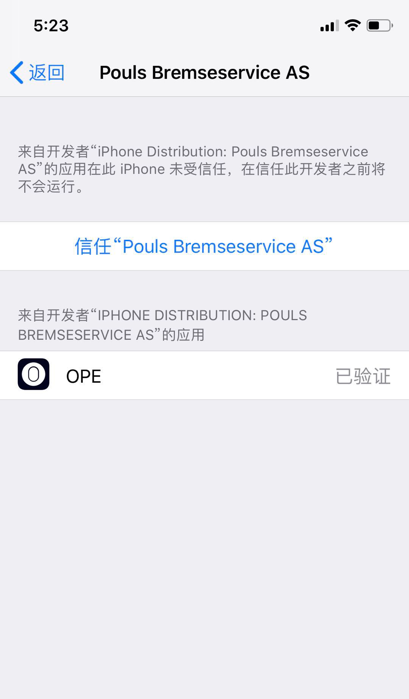 5:23
返回
Pouls Bremseservice AS
来自开发者“iPhone Distribution: Pouls Bremseservice
AS”的应用在此 iPhone 未受信任，在信任此开发者之前将
不会运行。
信任“Pouls Bremseservice AS”
来自开发者“IPHONE DISTRIBUTION: POULS
BREMSESERVICE AS”的应用
O
OPE
已验证